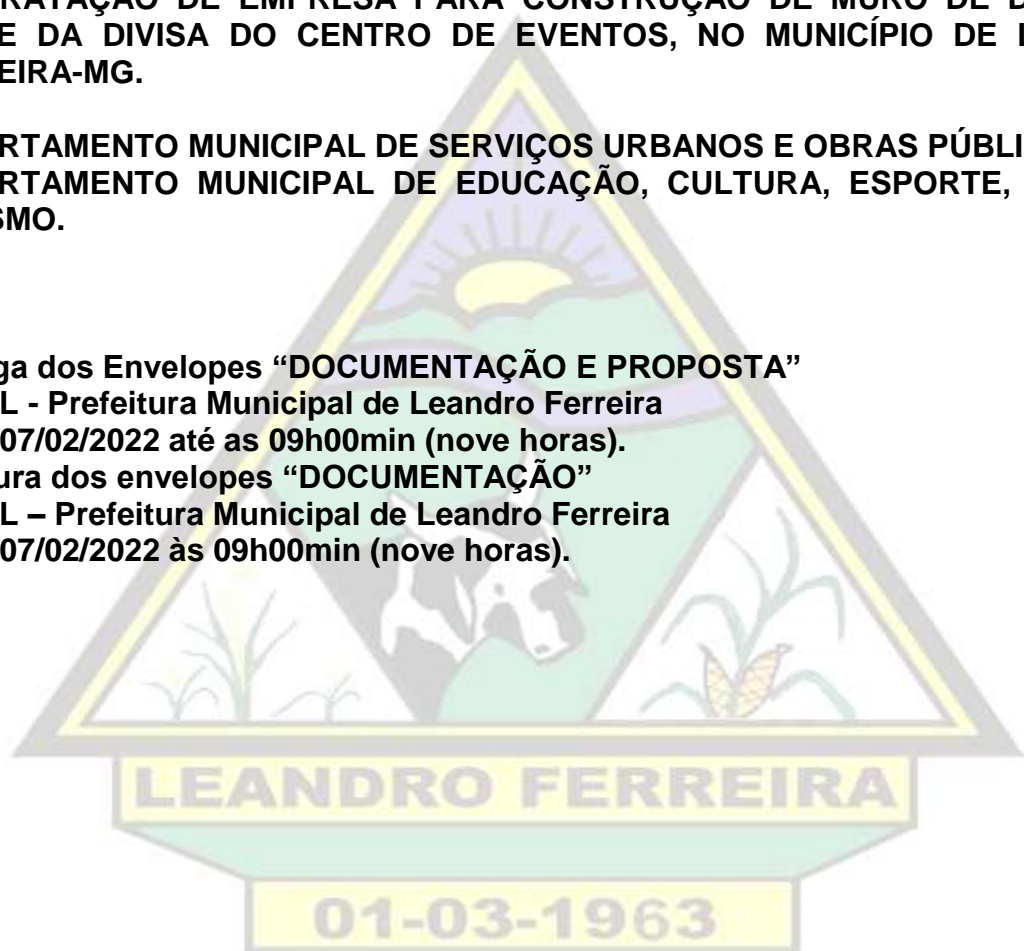 RATAÇÃO DE EMPRESA PARA CONSTRUÇÃO DE MURO DE D
E DA DIVISA DO CENTRO DE EVENTOS, NO MUNICÍPIO DE
EIRA-MG.
RTAMENTO MUNICIPAL DE SERVIÇOS URBANOS E OBRAS PÚBLI
RTAMENTO MUNICIPAL DE EDUCAÇÃO, CULTURA, ESPORTE,
SMO.
ga dos Envelopes “DOCUMENTAÇÃO E PROPOSTA”
L - Prefeitura Municipal de Leandro Ferreira
07/02/2022 até as 09h00min (nove horas).
ura dos envelopes “DOCUMENTAÇÃO”
L – Prefeitura Municipal de Leandro Ferreira
07/02/2022 às 09h00min (nove horas).
LEANDRO FERREIRA
01-03-1963